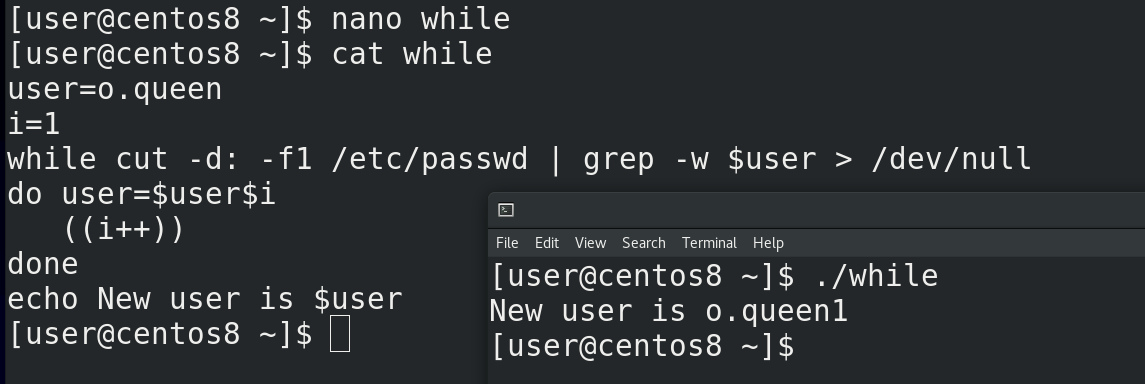 [user@centos8 ~]$ nano while
[user@centos8 ~]$ cat while
user=o.queen
i=1
while cut -d: -f1 /etc/passwd | grep -w $user > /dev/null
do user=$user$i
   ((i++))
done
echo New user is $user
[user@centos8 ~]$
File Edit View Search Terminal Help
[user@centos8 ~]$ ./while
New user is o.queen1
[user@centos8 ~]$